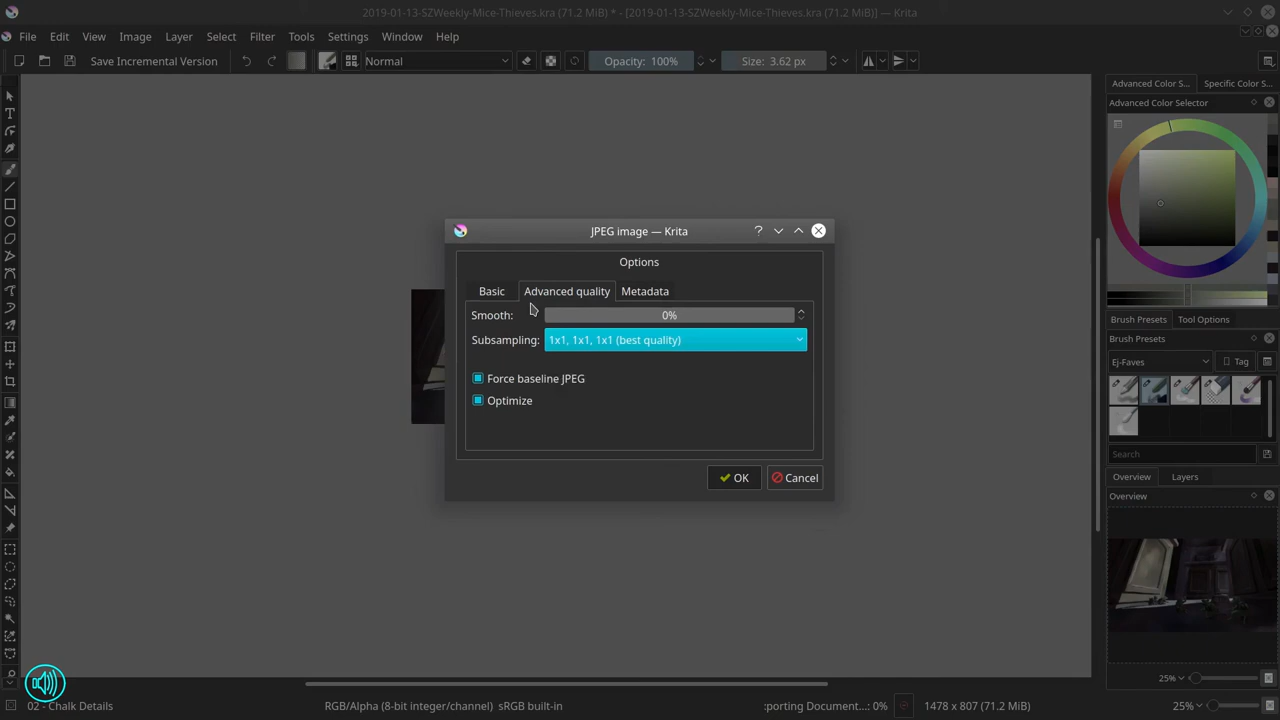 2019-01-13-SZWeekly-Mice-Thieves.kra (71.2 MiB) * - [2019-01-13-SZWeekly-Mice-Thieves.kra (71.2 MiB)] — Krita
File Edit View Image Layer Select Filter Tools Settings Window Help
Save Incremental Version Normal Opacity: 100% Size: 3.62 px
Advanced Color S... Specific Color S...
Advanced Color Selector
JPEG image — Krita
Options
Basic Advanced quality Metadata
Smooth: 0%
Subsampling: 1x1, 1x1, 1x1 (best quality)
Force baseline JPEG
Optimize
OK Cancel
Brush Presets Tool Options
Brush Presets
Ej-Faves Tag
Search
Overview Layers
Overview
25%
02 - Chalk Details RGB/Alpha (8-bit integer/channel) sRGB built-in :porting Document...: 0% 1478 x 807 (71.2 MiB) 25%